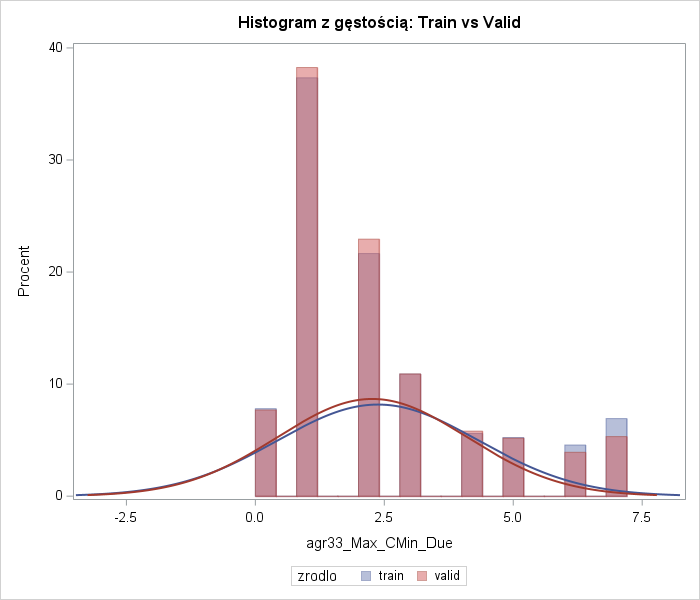 Histogram z gęstością: Train vs Valid
40
30
20
10
0
Procent
-2.5 0.0 2.5 5.0 7.5
agr33_Max_CMin_Due
zrodlo train valid